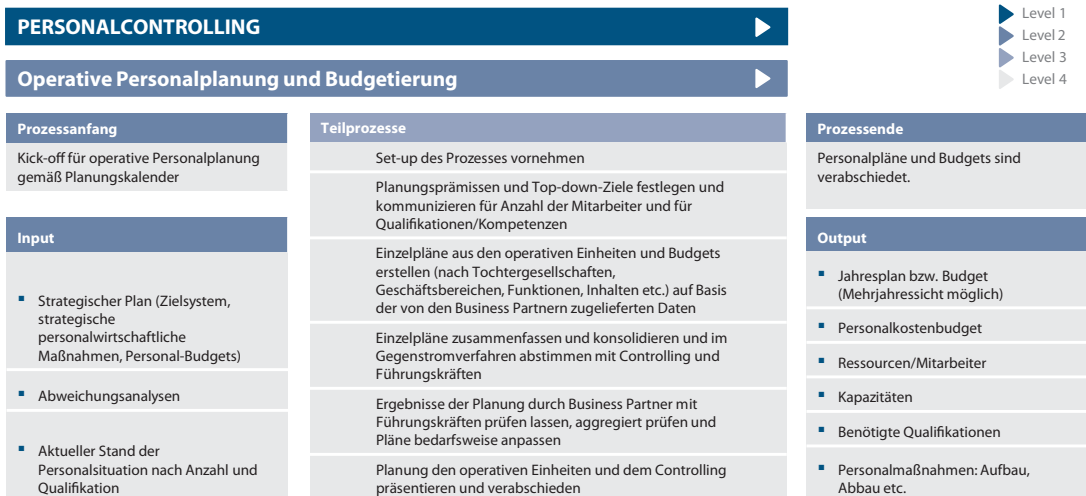 PERSONALCONTROLLING
Operative Personalplanung und Budgetierung
Level 1
Level 2
Level 3
Level 4
Prozessanfang
Kick-off für operative Personalplanung
gemäß Planungskalender
Input
▪ Strategischer Plan (Zielsystem,
strategische
personalwirtschaftliche
Maßnahmen, Personal-Budgets)
▪ Abweichungsanalysen
▪ Aktueller Stand der
Personalsituation nach Anzahl und
Qualifikation
Teilprozesse
Set-up des Prozesses vornehmen
Planungsprämissen und Top-down-Ziele festlegen und
kommunizieren für Anzahl der Mitarbeiter und für
Qualifikationen/Kompetenzen
Einzelpläne aus den operativen Einheiten und Budgets
erstellen (nach Tochtergesellschaften,
Geschäftsbereichen, Funktionen, Inhalten etc.) auf Basis
der von den Business Partnern zugelieferten Daten
Einzelpläne zusammenfassen und konsolidieren und im
Gegenstromverfahren abstimmen mit Controlling und
Führungskräften
Ergebnisse der Planung durch Business Partner mit
Führungskräften prüfen lassen, aggregiert prüfen und
Pläne bedarfsweise anpassen
Planung den operativen Einheiten und dem Controlling
präsentieren und verabschieden
Prozessende
Personalpläne und Budgets sind
verabschiedet.
Output
▪ Jahresplan bzw. Budget
(Mehrjahressicht möglich)
▪ Personalkostenbudget
▪ Ressourcen/Mitarbeiter
▪ Kapazitäten
▪ Benötigte Qualifikationen
▪ Personalmaßnahmen: Aufbau,
Abbau etc.